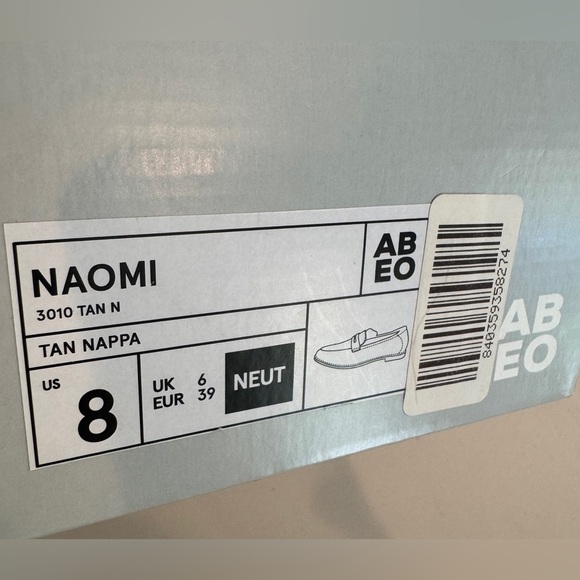 NAOMI
3010 TAN N
TAN NAPPA
US
8
UK 6
EUR 39
NEUT
AB
EO
840359358274
AB
EO